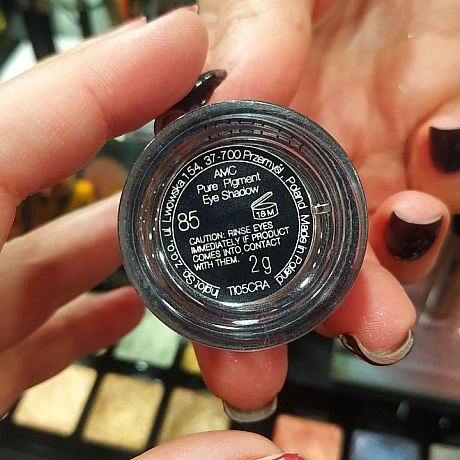 Inglot Sp. z o.o. ul. Lwowska 154, 37-700 Przemyśl, Poland. Made in Poland
AMC
Pure Pigment
Eye Shadow
85
18M
CAUTION: RINSE EYES
IMMEDIATELY IF PRODUCT
COMES INTO CONTACT
WITH THEM.
2g
T105CRA